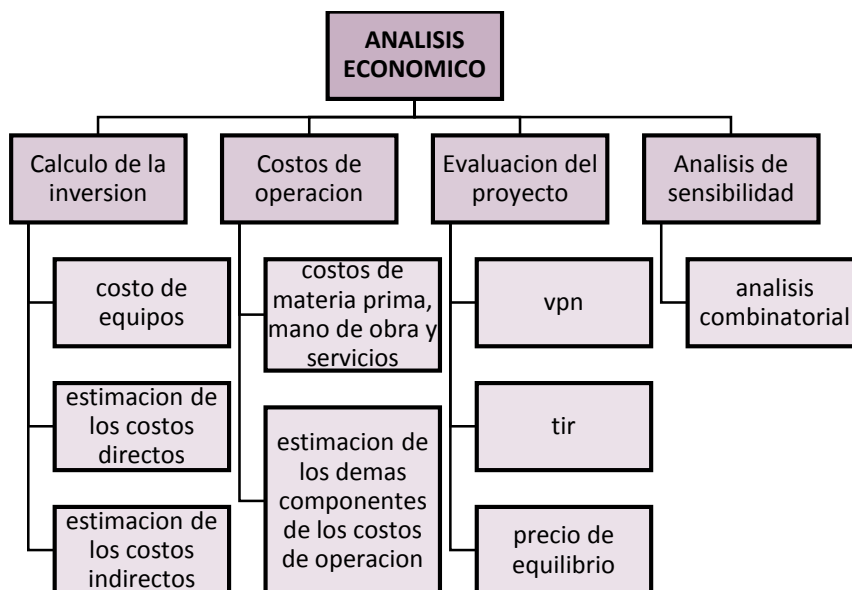 ANALISIS
ECONOMICO
Calculo de la
inversion
costo de
equipos
estimacion de
los costos
directos
estimacion de
los costos
indirectos
Costos de
operacion
costos de
materia prima,
mano de obra y
servicios
estimacion de
los demas
componentes
de los costos
de operacion
Evaluacion del
proyecto
vpn
tir
precio de
equilibrio
Analisis de
sensibilidad
analisis
combinatorial